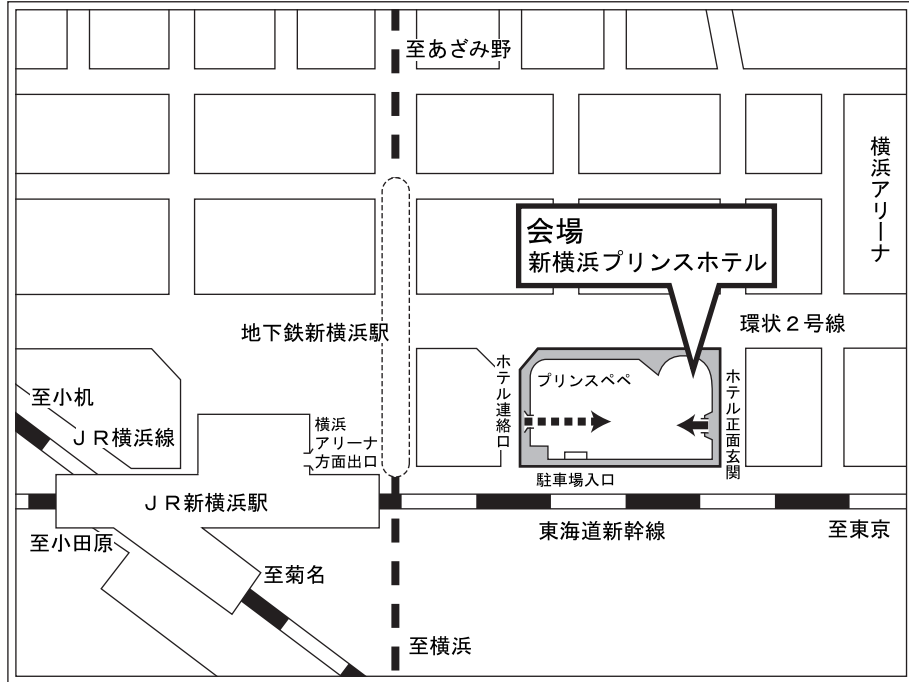 至あざみ野
横浜アリーナ
会場
新横浜プリンスホテル
環状２号線
地下鉄新横浜駅
ホテル連絡口
プリンスペペ
ホテル正面玄関
至小机
ＪＲ横浜線
横浜
アリーナ
方面出口
駐車場入口
ＪＲ新横浜駅
東海道新幹線
至東京
至小田原
至菊名
至横浜